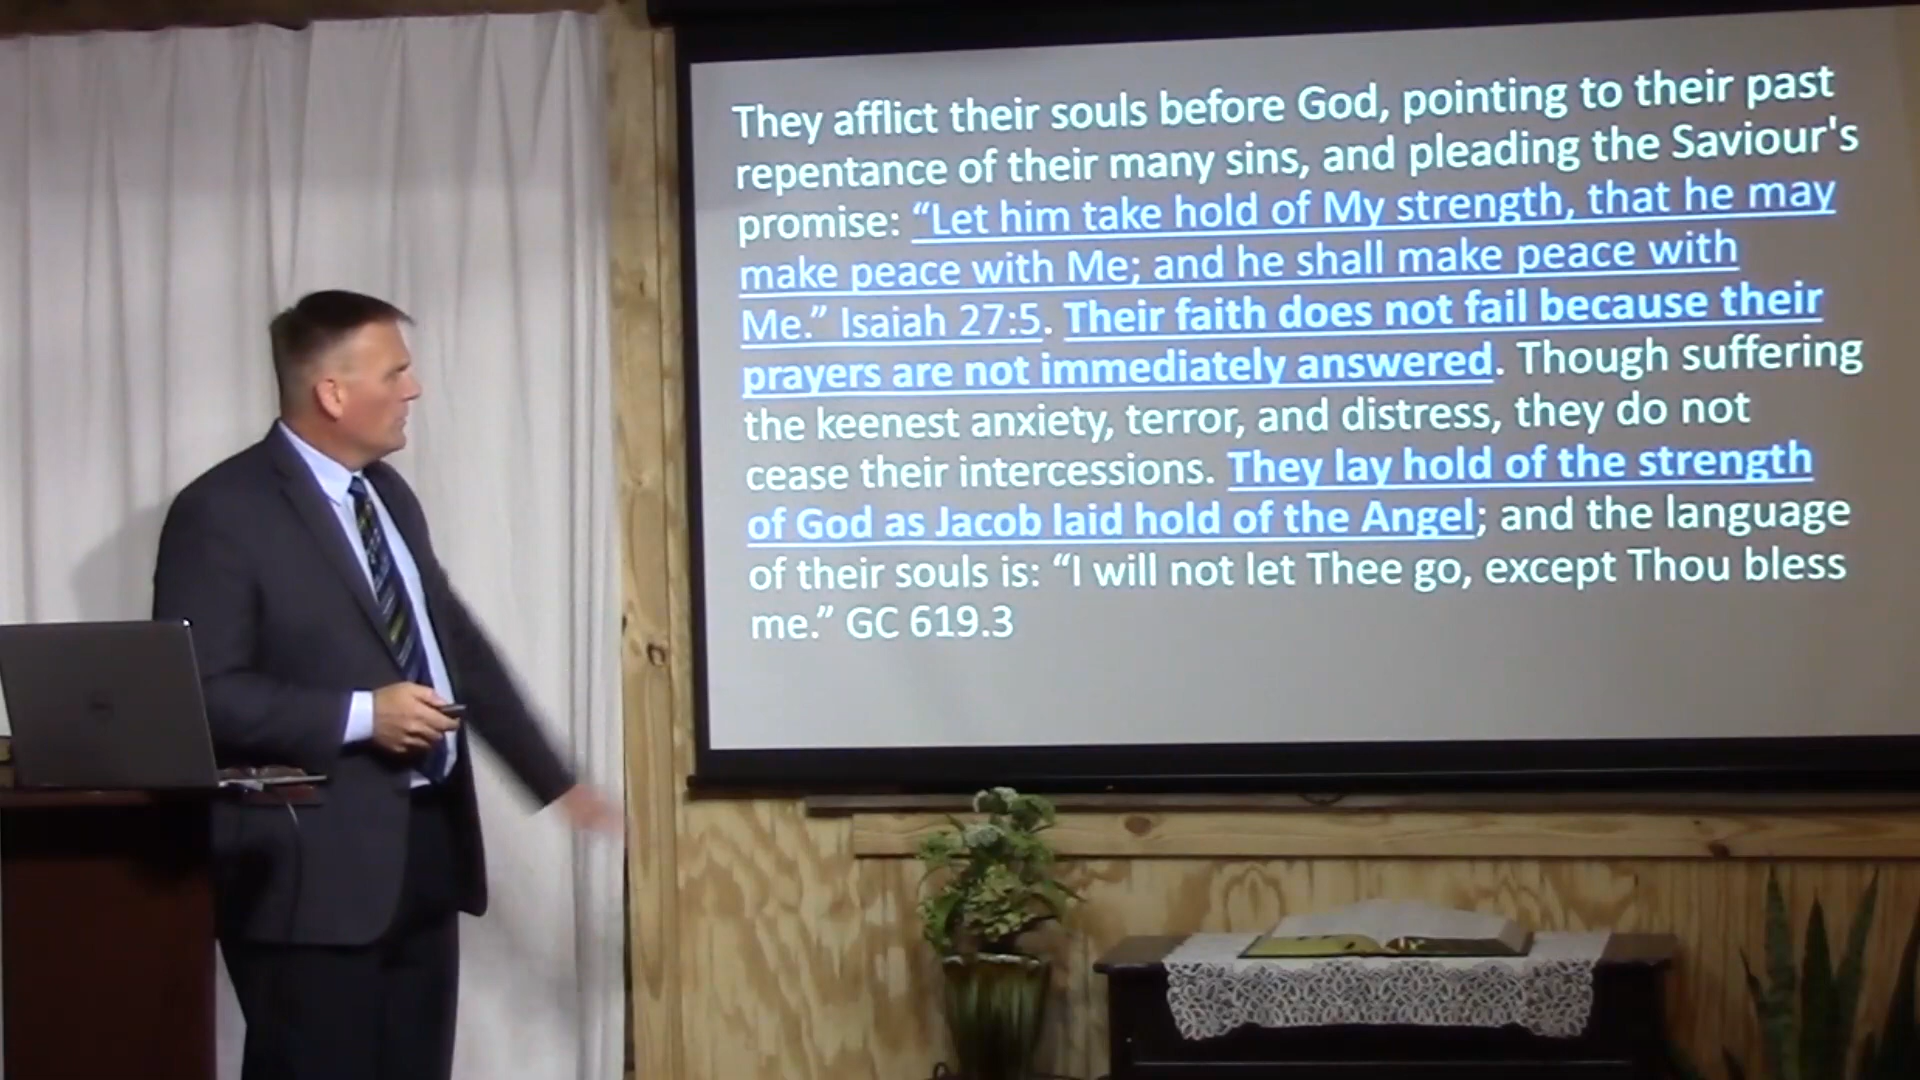 They afflict their souls before God, pointing to their past
repentance of their many sins, and pleading the Saviour's
promise: “Let him take hold of My strength, that he may
make peace with Me; and he shall make peace with
Me.” Isaiah 27:5. Their faith does not fail because their
prayers are not immediately answered. Though suffering
the keenest anxiety, terror, and distress, they do not
cease their intercessions. They lay hold of the strength
of God as Jacob laid hold of the Angel; and the language
of their souls is: “I will not let Thee go, except Thou bless
me.” GC 619.3